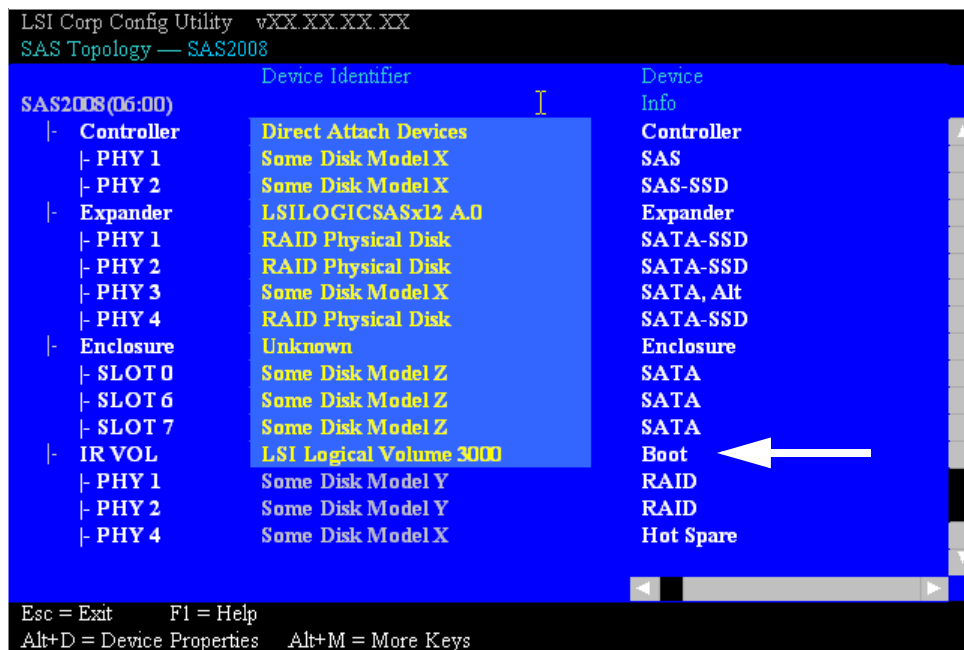 LSI Corp Config Utility vXX.XX.XX.XX
SAS Topology — SAS2008
Device Identifier Device
SAS2008(06:00) Info
|- Controller Direct Attach Devices Controller
|- PHY 1 Some Disk Model X SAS
|- PHY 2 Some Disk Model X SAS-SSD
|- Expander LSILOGICSASx12 A.0 Expander
|- PHY 1 RAID Physical Disk SATA-SSD
|- PHY 2 RAID Physical Disk SATA-SSD
|- PHY 3 Some Disk Model X SATA, Alt
|- PHY 4 RAID Physical Disk SATA-SSD
|- Enclosure Unknown Enclosure
|- SLOT 0 Some Disk Model Z SATA
|- SLOT 6 Some Disk Model Z SATA
|- SLOT 7 Some Disk Model Z SATA
|- IR VOL LSI Logical Volume 3000 Boot
|- PHY 1 Some Disk Model Y RAID
|- PHY 2 Some Disk Model Y RAID
|- PHY 4 Some Disk Model X Hot Spare
Esc = Exit F1 = Help
Alt+D = Device Properties Alt+M = More Keys